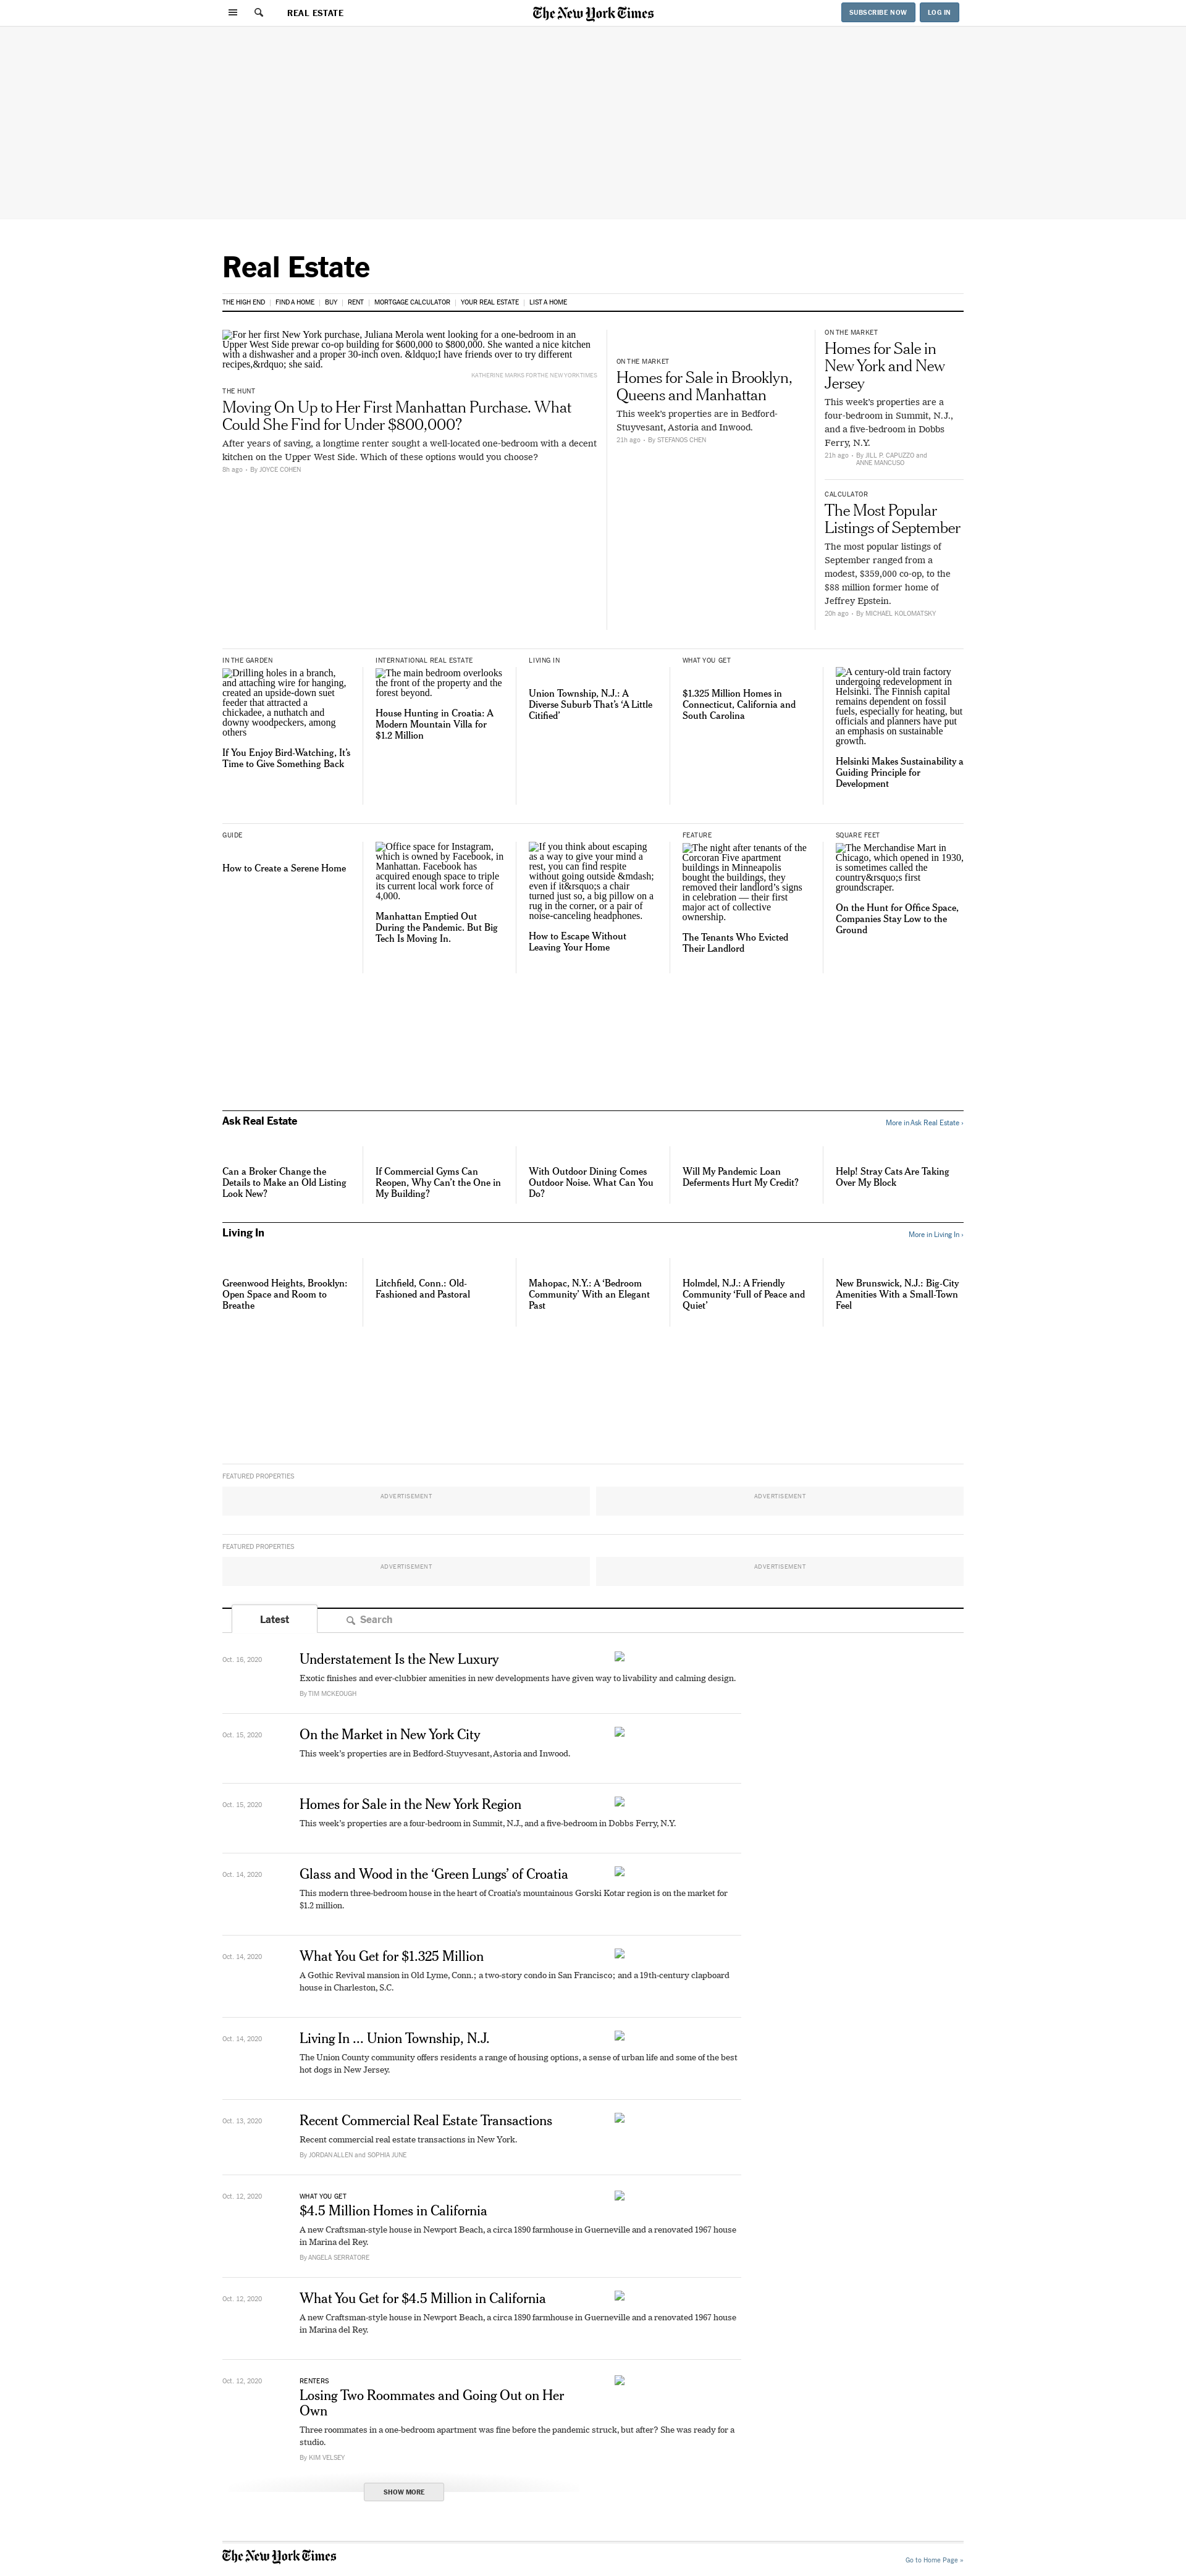 REAL ESTATE
The New York Times
SUBSCRIBE NOW
LOG IN
Real Estate
THE HIGH END
FIND A HOME
BUY
RENT
MORTGAGE CALCULATOR
YOUR REAL ESTATE
LIST A HOME
For her first New York purchase, Juliana Merola went looking for a one-bedroom in an
Upper West Side prewar co-op building for $600,000 to $800,000. She wanted a nice kitchen
with a dishwasher and a proper 30-inch oven. &ldquo;I have friends over to try different
recipes,&rdquo; she said.
KATHERINE MARKS FOR THE NEW YORK TIMES
THE HUNT
Moving On Up to Her First Manhattan Purchase. What
Could She Find for Under $800,000?
After years of saving, a longtime renter sought a well-located one-bedroom with a decent
kitchen on the Upper West Side. Which of these options would you choose?
8h ago • By JOYCE COHEN
ON THE MARKET
Homes for Sale in Brooklyn,
Queens and Manhattan
This week's properties are in Bedford-
Stuyvesant, Astoria and Inwood.
21h ago • By STEFANOS CHEN
ON THE MARKET
Homes for Sale in
New York and New
Jersey
This week's properties are a
four-bedroom in Summit, N.J.,
and a five-bedroom in Dobbs
Ferry, N.Y.
21h ago • By JILL P. CAPUZZO and
ANNE MANCUSO
CALCULATOR
The Most Popular
Listings of September
The most popular listings of
September ranged from a
modest, $359,000 co-op, to the
$88 million former home of
Jeffrey Epstein.
20h ago • By MICHAEL KOLOMATSKY
IN THE GARDEN
Drilling holes in a branch,
and attaching wire for hanging,
created an upside-down suet
feeder that attracted a
chickadee, a nuthatch and
downy woodpeckers, among
others
If You Enjoy Bird-Watching, It's
Time to Give Something Back
INTERNATIONAL REAL ESTATE
The main bedroom overlooks
the front of the property and the
forest beyond.
House Hunting in Croatia: A
Modern Mountain Villa for
$1.2 Million
LIVING IN
Union Township, N.J.: A
Diverse Suburb That's ‘A Little
Citified’
WHAT YOU GET
$1.325 Million Homes in
Connecticut, California and
South Carolina
A century-old train factory
undergoing redevelopment in
Helsinki. The Finnish capital
remains dependent on fossil
fuels, especially for heating, but
officials and planners have put
an emphasis on sustainable
growth.
Helsinki Makes Sustainability a
Guiding Principle for
Development
GUIDE
How to Create a Serene Home
Office space for Instagram,
which is owned by Facebook, in
Manhattan. Facebook has
acquired enough space to triple
its current local work force of
4,000.
Manhattan Emptied Out
During the Pandemic. But Big
Tech Is Moving In.
If you think about escaping
as a way to give your mind a
rest, you can find respite
without going outside &mdash;
even if it&rsquo;s a chair
turned just so, a big pillow on a
rug in the corner, or a pair of
noise-canceling headphones.
How to Escape Without
Leaving Your Home
FEATURE
The night after tenants of the
Corcoran Five apartment
buildings in Minneapolis
bought the buildings, they
removed their landlord's signs
in celebration — their first
major act of collective
ownership.
The Tenants Who Evicted
Their Landlord
SQUARE FEET
The Merchandise Mart in
Chicago, which opened in 1930,
is sometimes called the
country&rsquo;s first
groundscraper.
On the Hunt for Office Space,
Companies Stay Low to the
Ground
Ask Real Estate
More in Ask Real Estate ›
Can a Broker Change the
Details to Make an Old Listing
Look New?
If Commercial Gyms Can
Reopen, Why Can't the One in
My Building?
With Outdoor Dining Comes
Outdoor Noise. What Can You
Do?
Will My Pandemic Loan
Deferments Hurt My Credit?
Help! Stray Cats Are Taking
Over My Block
Living In
More in Living In ›
Greenwood Heights, Brooklyn:
Open Space and Room to
Breathe
Litchfield, Conn.: Old-
Fashioned and Pastoral
Mahopac, N.Y.: A ‘Bedroom
Community’ With an Elegant
Past
Holmdel, N.J.: A Friendly
Community ‘Full of Peace and
Quiet’
New Brunswick, N.J.: Big-City
Amenities With a Small-Town
Feel
FEATURED PROPERTIES
ADVERTISEMENT
ADVERTISEMENT
FEATURED PROPERTIES
ADVERTISEMENT
ADVERTISEMENT
Latest
Search
Oct. 16, 2020
Understatement Is the New Luxury
Exotic finishes and ever-clubbier amenities in new developments have given way to livability and calming design.
By TIM MCKEOUGH
Oct. 15, 2020
On the Market in New York City
This week's properties are in Bedford-Stuyvesant, Astoria and Inwood.
Oct. 15, 2020
Homes for Sale in the New York Region
This week's properties are a four-bedroom in Summit, N.J., and a five-bedroom in Dobbs Ferry, N.Y.
Oct. 14, 2020
Glass and Wood in the ‘Green Lungs’ of Croatia
This modern three-bedroom house in the heart of Croatia's mountainous Gorski Kotar region is on the market for
$1.2 million.
Oct. 14, 2020
What You Get for $1.325 Million
A Gothic Revival mansion in Old Lyme, Conn.; a two-story condo in San Francisco; and a 19th-century clapboard
house in Charleston, S.C.
Oct. 14, 2020
Living In ... Union Township, N.J.
The Union County community offers residents a range of housing options, a sense of urban life and some of the best
hot dogs in New Jersey.
Oct. 13, 2020
Recent Commercial Real Estate Transactions
Recent commercial real estate transactions in New York.
By JORDAN ALLEN and SOPHIA JUNE
Oct. 12, 2020
WHAT YOU GET
$4.5 Million Homes in California
A new Craftsman-style house in Newport Beach, a circa 1890 farmhouse in Guerneville and a renovated 1967 house
in Marina del Rey.
By ANGELA SERRATORE
Oct. 12, 2020
What You Get for $4.5 Million in California
A new Craftsman-style house in Newport Beach, a circa 1890 farmhouse in Guerneville and a renovated 1967 house
in Marina del Rey.
Oct. 12, 2020
RENTERS
Losing Two Roommates and Going Out on Her
Own
Three roommates in a one-bedroom apartment was fine before the pandemic struck, but after? She was ready for a
studio.
By KIM VELSEY
SHOW MORE
The New York Times
Go to Home Page »